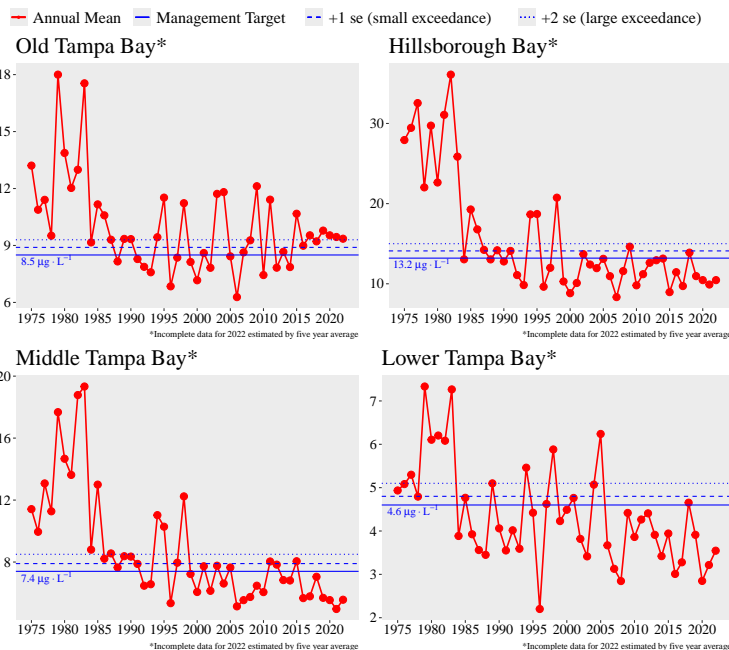 Annual Mean Management Target +1 se (small exceedance) +2 se (large exceedance)
Old Tampa Bay*
18
15
12
9
6
8.5 μg · L⁻¹
1975 1980 1985 1990 1995 2000 2005 2010 2015 2020
*Incomplete data for 2022 estimated by five year average
Hillsborough Bay*
30
20
10
13.2 μg · L⁻¹
1975 1980 1985 1990 1995 2000 2005 2010 2015 2020
*Incomplete data for 2022 estimated by five year average
Middle Tampa Bay*
20
16
12
8
7.4 μg · L⁻¹
1975 1980 1985 1990 1995 2000 2005 2010 2015 2020
*Incomplete data for 2022 estimated by five year average
Lower Tampa Bay*
7
6
5
4
3
2
4.6 μg · L⁻¹
1975 1980 1985 1990 1995 2000 2005 2010 2015 2020
*Incomplete data for 2022 estimated by five year average